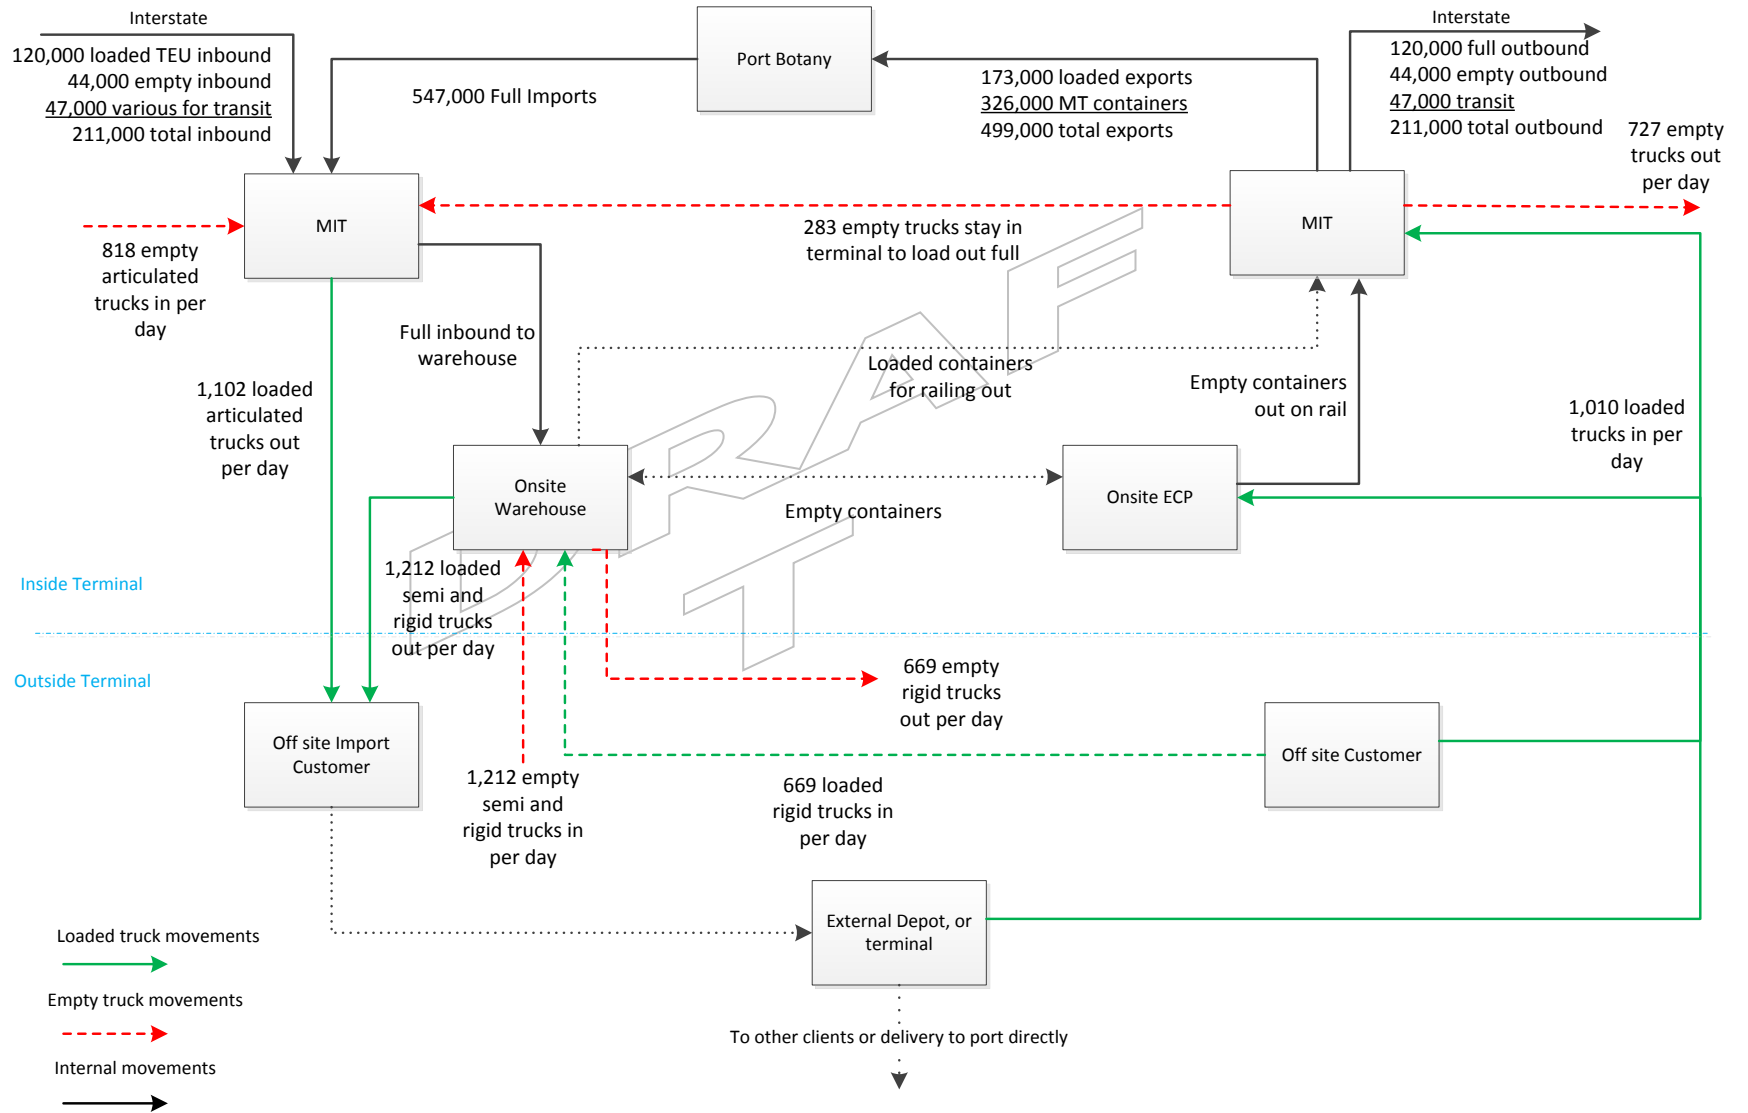 Interstate
120,000 loaded TEU inbound
44,000 empty inbound
47,000 various for transit
211,000 total inbound
547,000 Full Imports
Port Botany
173,000 loaded exports
326,000 MT containers
499,000 total exports
Interstate
120,000 full outbound
44,000 empty outbound
47,000 transit
211,000 total outbound
727 empty
trucks out
per day
MIT
MIT
818 empty
articulated
trucks in per
day
283 empty trucks stay in
terminal to load out full
Full inbound to
warehouse
Loaded containers
for railing out
Empty containers
out on rail
1,102 loaded
articulated
trucks out
per day
1,010 loaded
trucks in per
day
Onsite
Warehouse
Onsite ECP
Empty containers
DRAFT
1,212 loaded
semi and
rigid trucks
out per day
Inside Terminal
Outside Terminal
669 empty
rigid trucks
out per day
Off site Import
Customer
Off site Customer
1,212 empty
semi and
rigid trucks in
per day
669 loaded
rigid trucks in
per day
External Depot, or
terminal
Loaded truck movements
Empty truck movements
Internal movements
To other clients or delivery to port directly